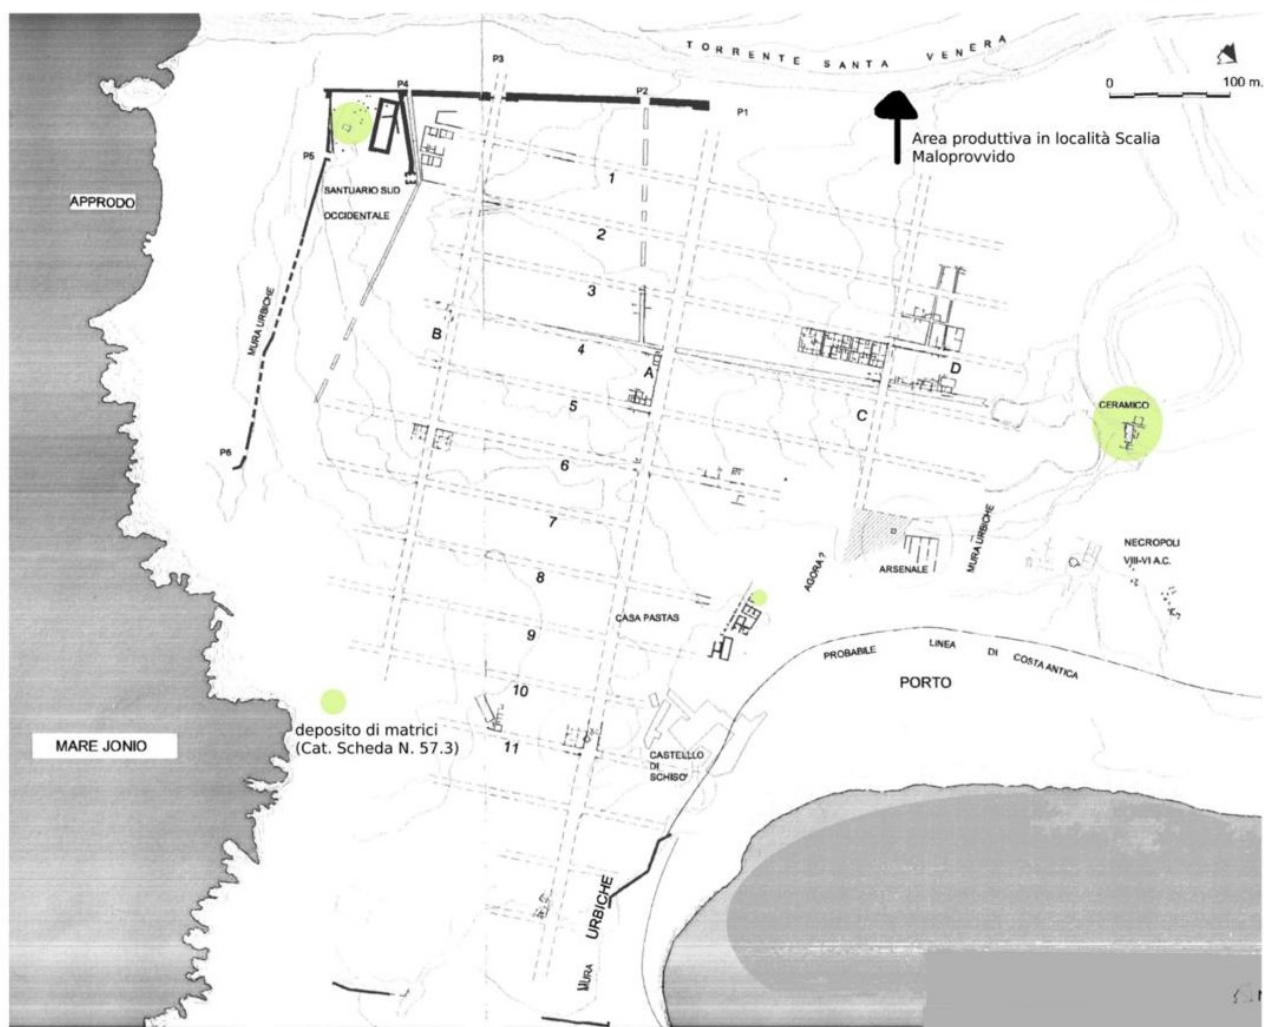 TORRENTE SANTA VENERA
0 100 m.
P3
P4
P2
P1
Area produttiva in località Scalia
Maloprovvido
P5
1
SANTUARIO SUD
OCCIDENTALE
APPRODO
2
3
MURA URBICHE
B
4
A
D
5
C
CERAMICO
P6
6
7
MURA URBICHE
NECROPOLI
VIII-VI A.C.
8
AGORA ?
ARSENALE
CASA PASTAS
9
PROBABILE LINEA DI COSTA ANTICA
PORTO
10
deposito di matrici
(Cat. Scheda N. 57.3)
MARE JONIO
11
CASTELLLO
DI
SCHISO'
MURA URBICHE